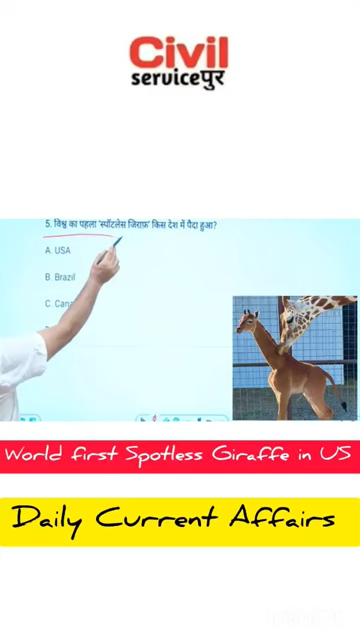 Civil
serviceपुर
5. विश्व का पहला 'स्पॉटलेस जिराफ़' किस देश में पैदा हुआ?
A. USA
B. Brazil
C.
World first Spotless Giraffe in US
Daily Current Affairs